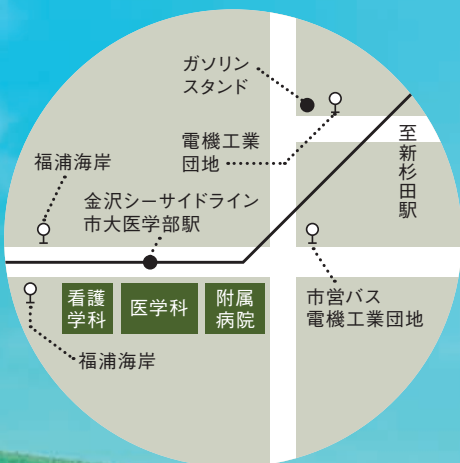 ガソリン
スタンド
電機工業
団地
至新杉田駅
福浦海岸
金沢シーサイドライン
市大医学部駅
看護
学科
医学科
附属
病院
市営バス
電機工業団地
福浦海岸